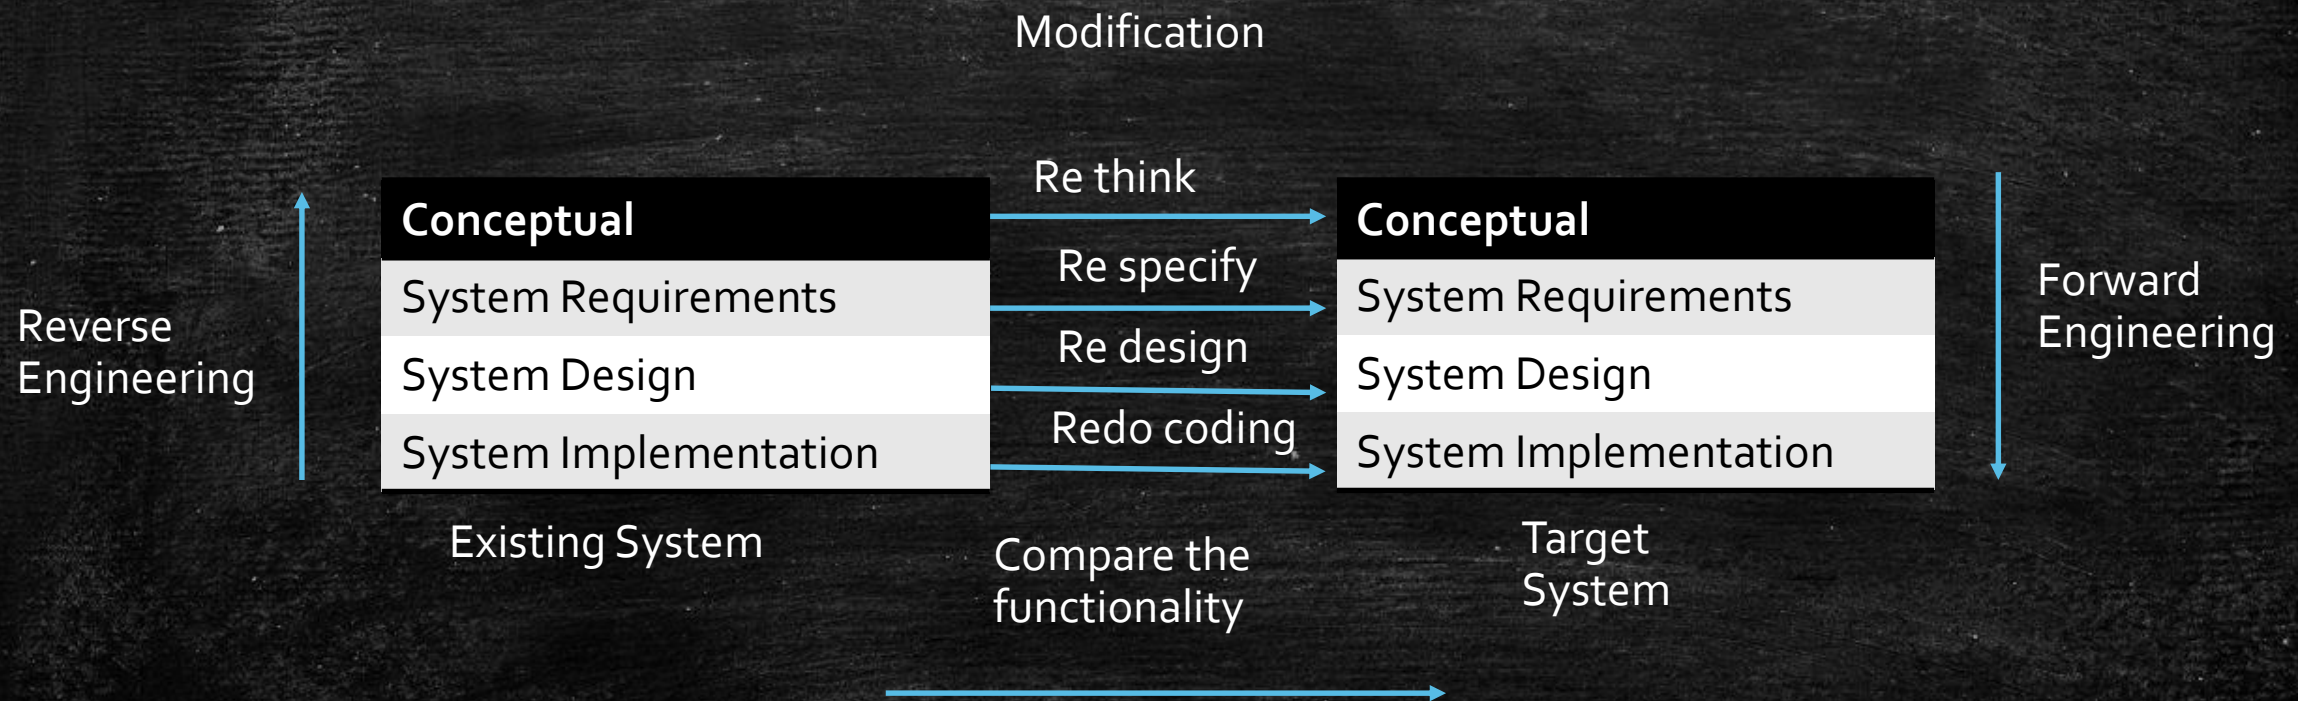 Modification
Re think
Conceptual
Conceptual
Re specify
System Requirements
System Requirements
Forward
Engineering
Reverse
Engineering
Re design
System Design
System Design
Redo coding
System Implementation
System Implementation
Existing System
Compare the
functionality
Target
System